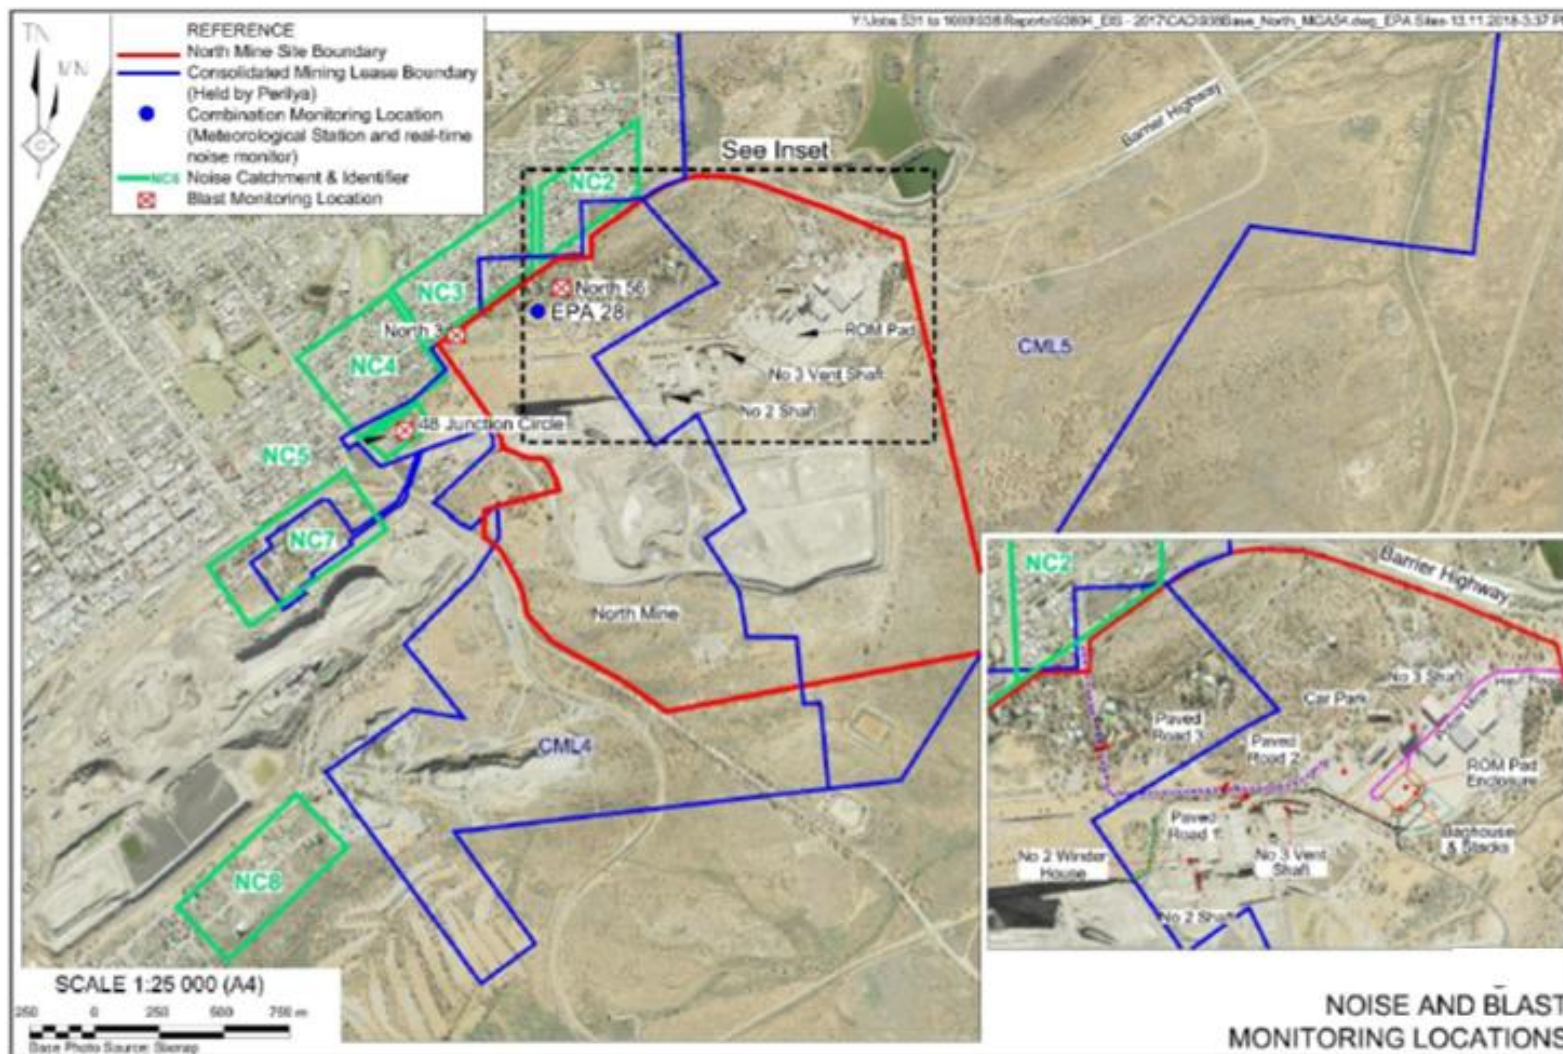 TN
MN
REFERENCE
North Mine Site Boundary
Consolidated Mining Lease Boundary
(Held by Perilya)
Combination Monitoring Location
(Meteorological Station and real-time
noise monitor)
NC6 Noise Catchment & Identifier
Blast Monitoring Location
See Inset
Barrier Highway
NC2
NC3
North 56
EPA 28
North 3
ROM Pad
NC4
CML5
No 3 Vent Shaft
No 2 Shaft
48 Junction Circle
NC5
NC7
North Mine
CML4
NC8
NC2
Barrier Highway
No 3 Shaft
Car Park
Paved
Road 3
Paved
Road 2
ROM Pad
Enclosure
Paved
Road 1
Baghouse
& Stacks
No 2 Winder
House
No 3 Vent
Shaft
No 2 Shaft
SCALE 1:25 000 (A4)
250 0 250 500 750 m
Base Photo Source:
NOISE AND BLAST
MONITORING LOCATIONS